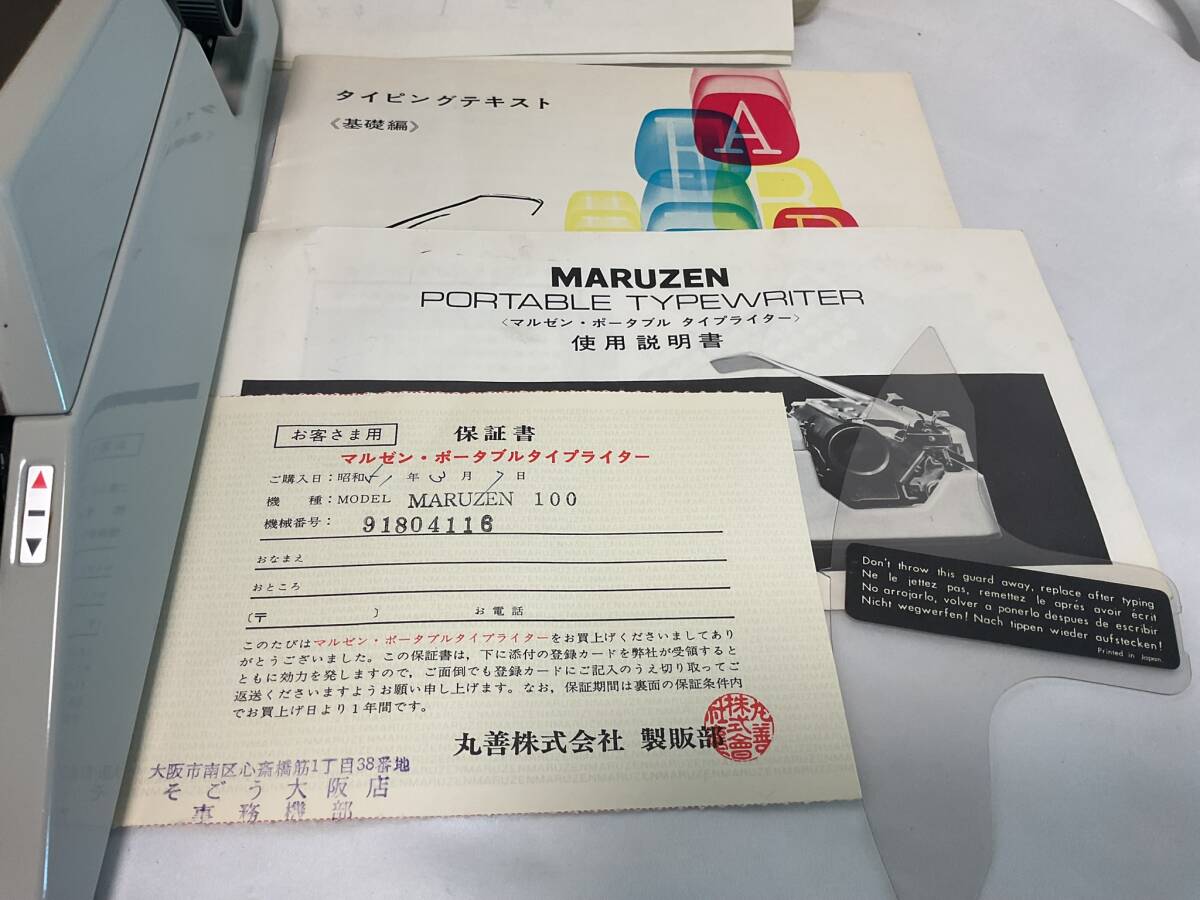 タイピングテキスト
《基礎編》
A
B
MARUZEN
PORTABLE TYPEWRITER
〈マルゼン・ポータブル タイプライター〉
使用説明書
お客さま用 保証書
マルゼン・ポータブルタイプライター
ご購入日：昭和 年 3 月 日
機 種：MODEL MARUZEN 100
機械番号： 91804116
おなまえ
おところ
(〒 ) お電話
このたびはマルゼン・ポータブルタイプライターをお買上げくださいましてあり
がとうございました。この保証書は、下に添付の登録カードを弊社が受領すると
ともに効力を発しますので、ご面倒でも登録カードにご記入のうえ切り取ってご
返送くださいますようお願い申し上げます。なお、保証期間は裏面の保証条件内
でお買上げ日より1年間です。
丸善株式会社 製販部
大阪市南区心斎橋筋1丁目38番地
そごう大阪店
事務機部
Don't throw this guard away, replace after typing
Ne le jettez pas, remettez le aprés avoir écrit
No arrojarlo, volver a ponerlo despues de escribir
Nicht wegwerfen! Nach tippen wieder aufstecken!
Printed in Japan.